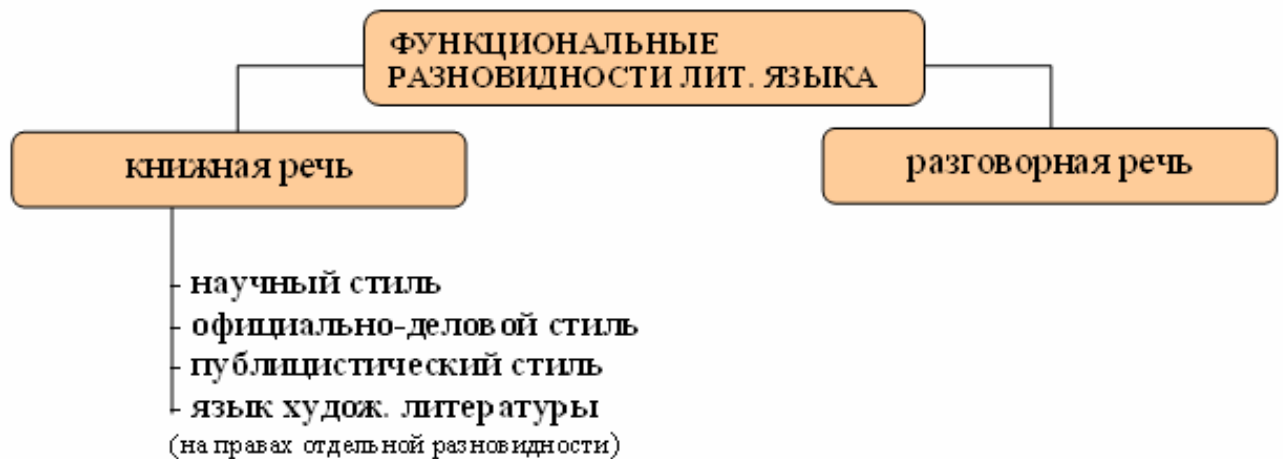 ФУНКЦИОНАЛЬНЫЕ
РАЗНОВИДНОСТИ ЛИТ. ЯЗЫКА
книжная речь
разговорная речь
- научный стиль
- официально-деловой стиль
- публицистический стиль
- язык худож. литературы
(на правах отдельной разновидности)